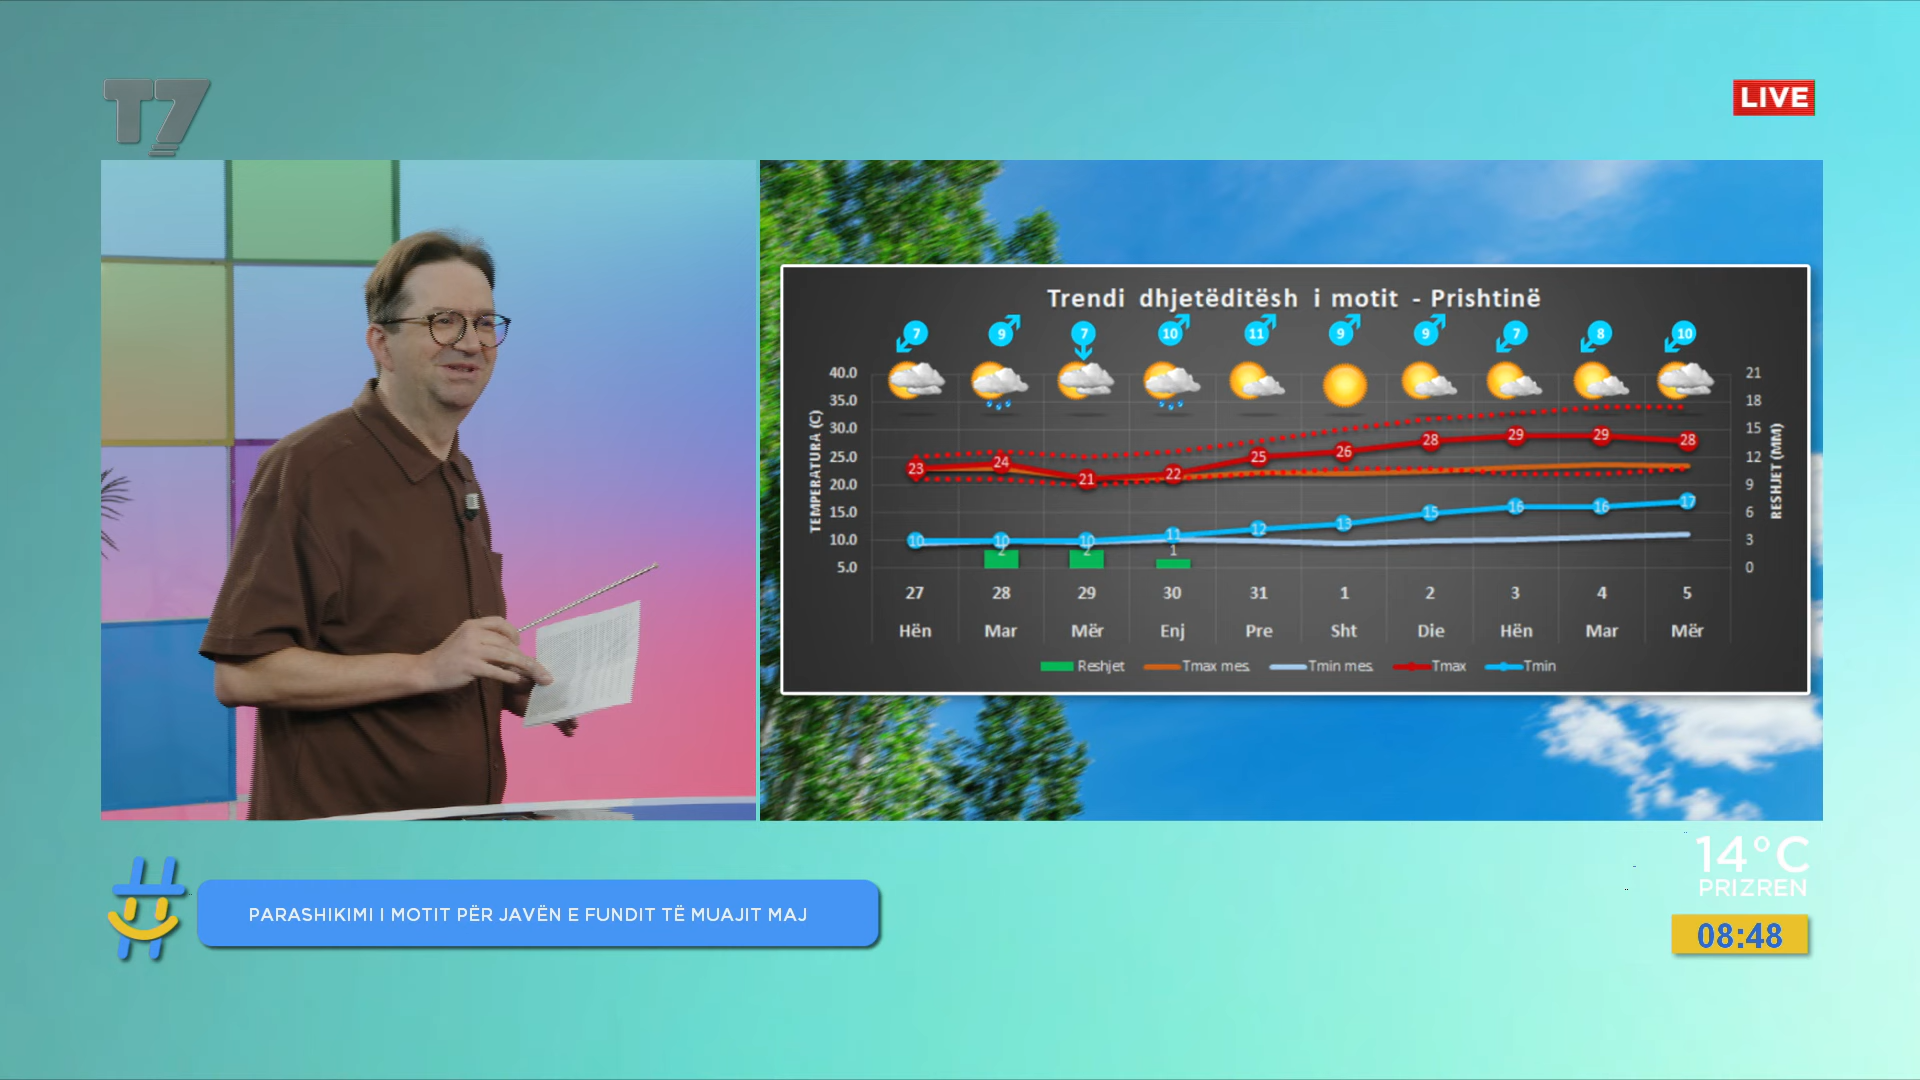 T7
LIVE
Trendi dhjetëditësh i motit - Prishtinë
7 9 7 10 11 9 9 7 8 10
TEMPERATURA (C)
40.0
35.0
30.0
25.0
20.0
15.0
10.0
5.0
23 24 21 22 25 26 28 29 29 28
10 10 10 11 12 13 15 16 16 17
2 2 1
21
18
15
12
9
6
3
0
RESHJET (MM)
27 28 29 30 31 1 2 3 4 5
Hën Mar Mër Enj Pre Sht Die Hën Mar Mër
Reshjet Tmax mes. Tmin mes. Tmax Tmin
PARASHIKIMI I MOTIT PËR JAVËN E FUNDIT TË MUAJIT MAJ
14°C
PRIZREN
08:48